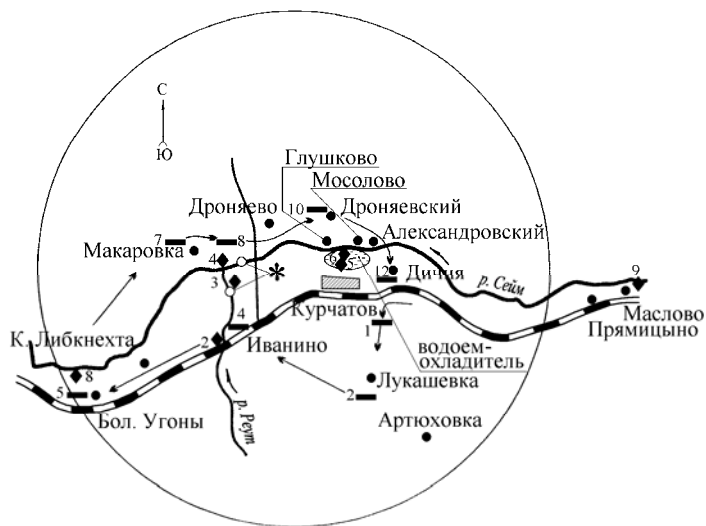 С
Ю
Глушково
Мосолово
Дроняево
10
Дроняевский
Александровский
7
8
Макаровка
4
6
5
12
Дичня
р. Сейм
9
3
Курчатов
Маслово
Прямицыно
К. Либкнехта
4
2
Иванино
1
водоем-
охладитель
8
5
Лукашевка
2
Бол. Угоны
р. Реут
Артюховка